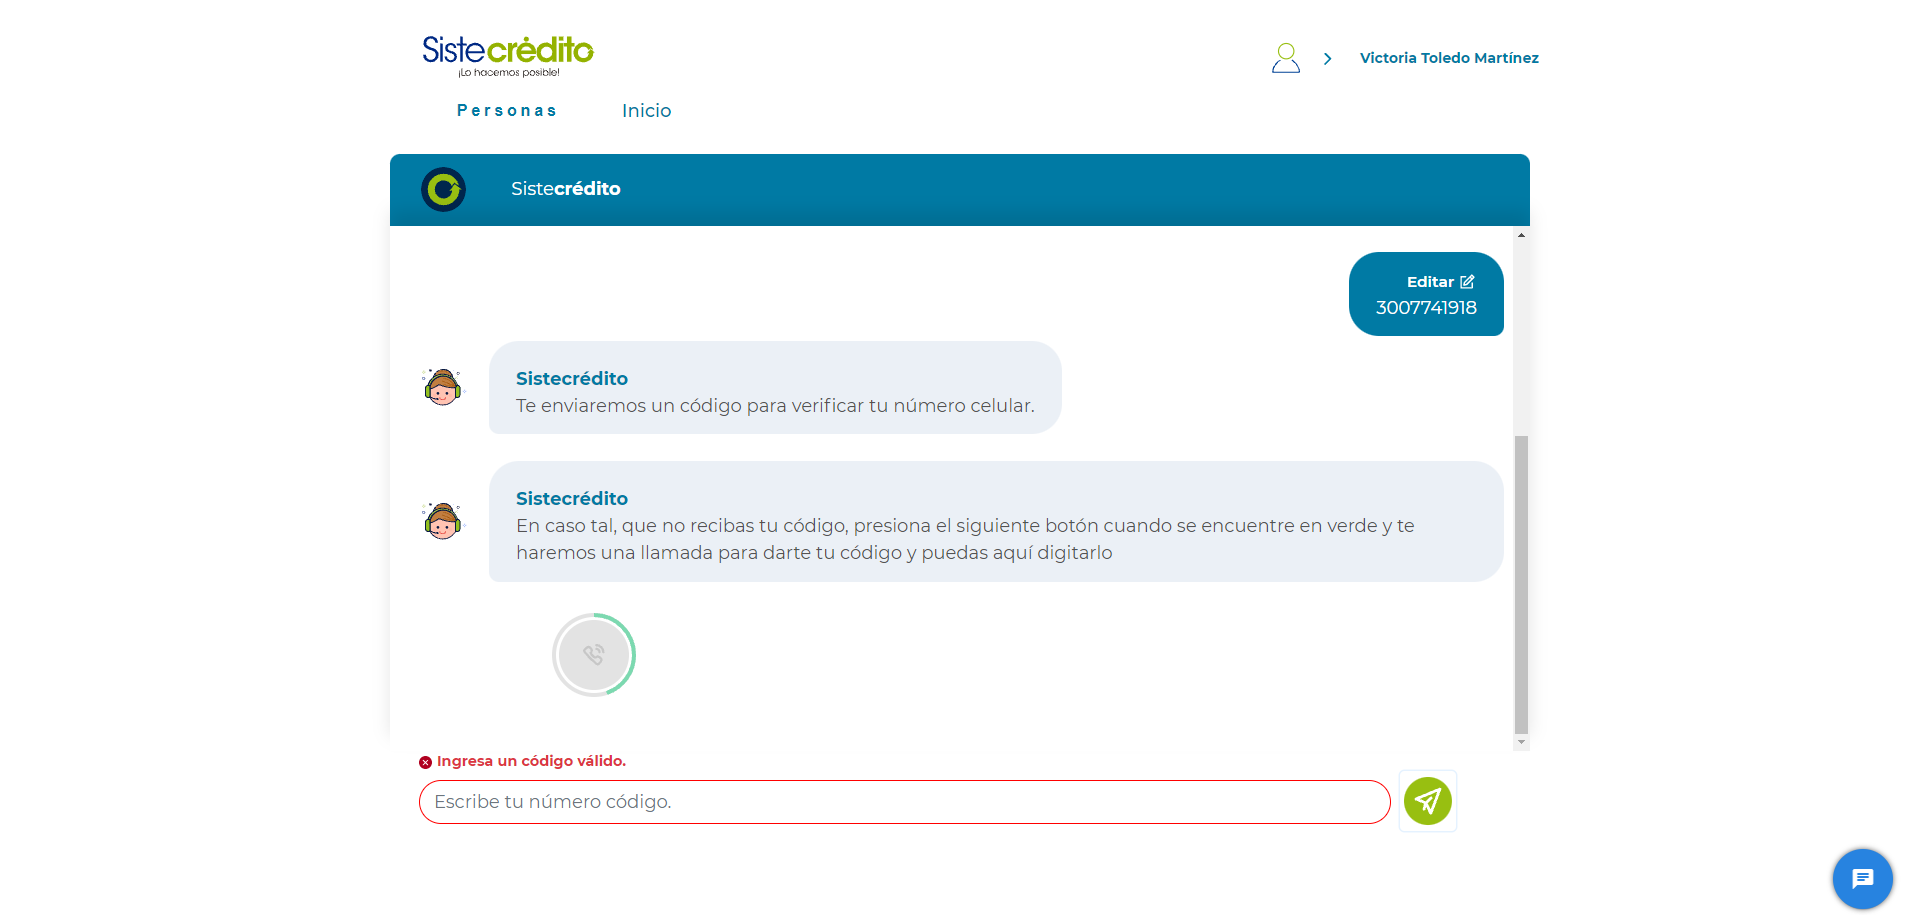 Sistecrédito
¡Lo hacemos posible!
Victoria Toledo Martínez
Personas
Inicio
Sistecrédito
Editar
3007741918
Sistecrédito
Te enviaremos un código para verificar tu número celular.
Sistecrédito
En caso tal, que no recibas tu código, presiona el siguiente botón cuando se encuentre en verde y te
haremos una llamada para darte tu código y puedas aquí digitarlo
Ingresa un código válido.
Escribe tu número código.